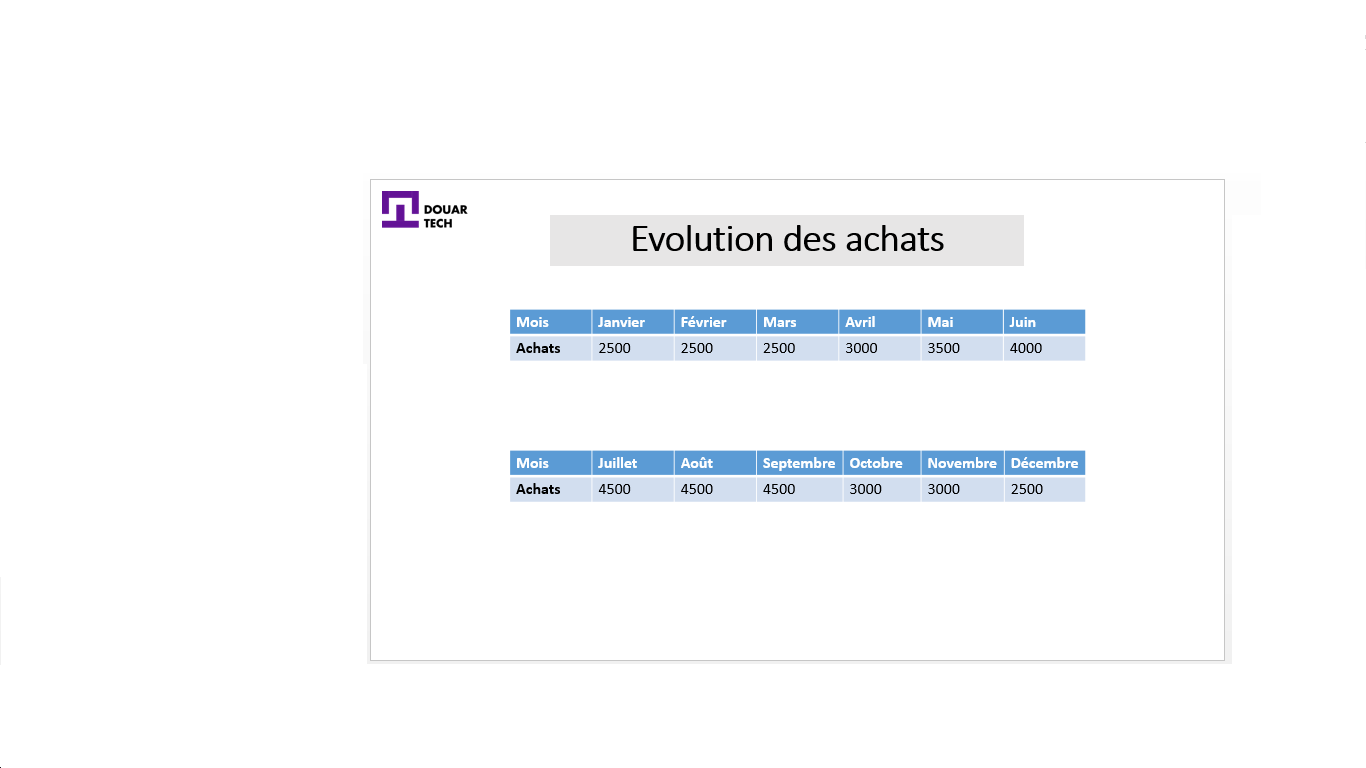 DOUAR
TECH
Evolution des achats
Mois Janvier Février Mars Avril Mai Juin
Achats 2500 2500 2500 3000 3500 4000
Mois Juillet Août Septembre Octobre Novembre Décembre
Achats 4500 4500 4500 3000 3000 2500